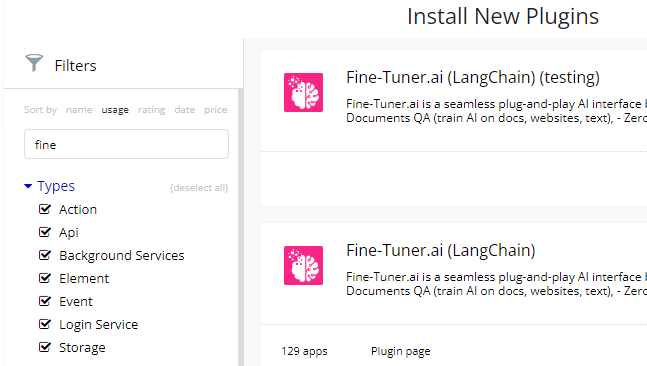 Install New Plugins
Filters
Sort by name usage rating date price
fine
Types (deselect all)
Action
Api
Background Services
Element
Event
Login Service
Storage
Fine-Tuner.ai (LangChain) (testing)
Fine-Tuner.ai is a seamless plug-and-play AI interface
Documents QA (train AI on docs, websites, text), - Zero
Fine-Tuner.ai (LangChain)
Fine-Tuner.ai is a seamless plug-and-play AI interface
Documents QA (train AI on docs, websites, text), - Zero
129 apps Plugin page